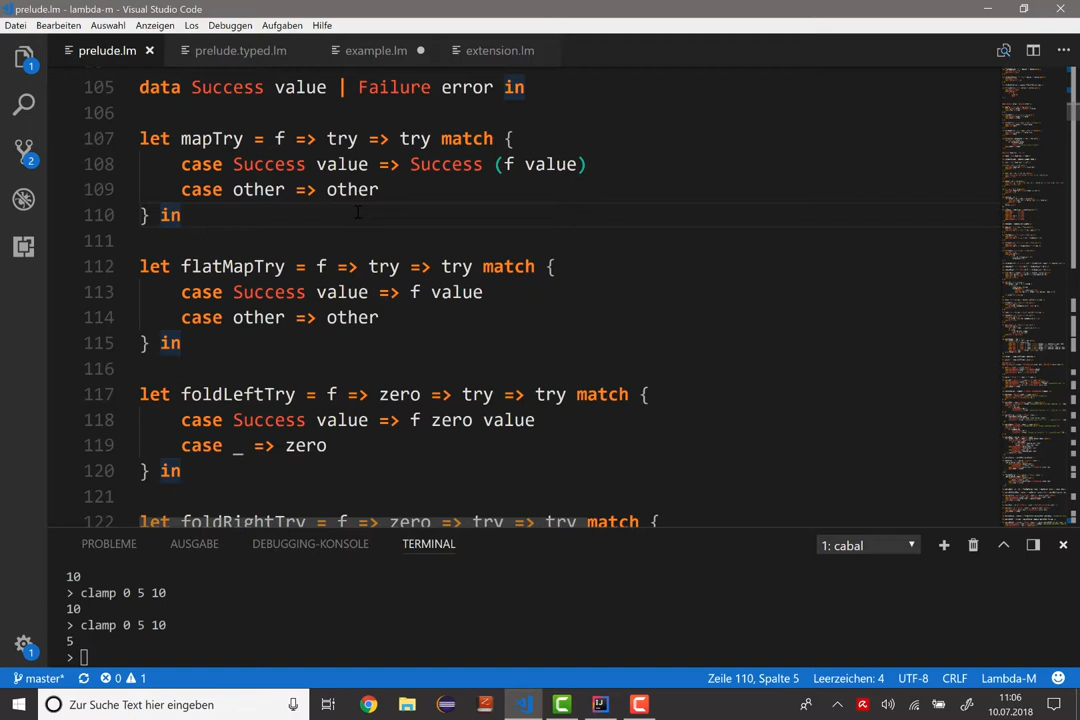 prelude.lm - lambda-m - Visual Studio Code
Datei Bearbeiten Auswahl Anzeigen Los Debuggen Aufgaben Hilfe
prelude.lm prelude.typed.lm example.lm extension.lm
105 data Success value | Failure error in
106
107 let mapTry = f => try => try match {
108 case Success value => Success (f value)
109 case other => other
110 } in
111
112 let flatMapTry = f => try => try match {
113 case Success value => f value
114 case other => other
115 } in
116
117 let foldLeftTry = f => zero => try => try match {
118 case Success value => f zero value
119 case _ => zero
120 } in
121
122 let foldRightTry = f => zero => try => try match {
1
2
1
PROBLEME AUSGABE DEBUGGING-KONSOLE TERMINAL 1: cabal
10
> clamp 0 5 10
10
> clamp 0 5 10
5
>
master* 0 1 Zeile 110, Spalte 5 Leerzeichen: 4 UTF-8 CRLF Lambda-M
Zur Suche Text hier eingeben
11:06
10.07.2018